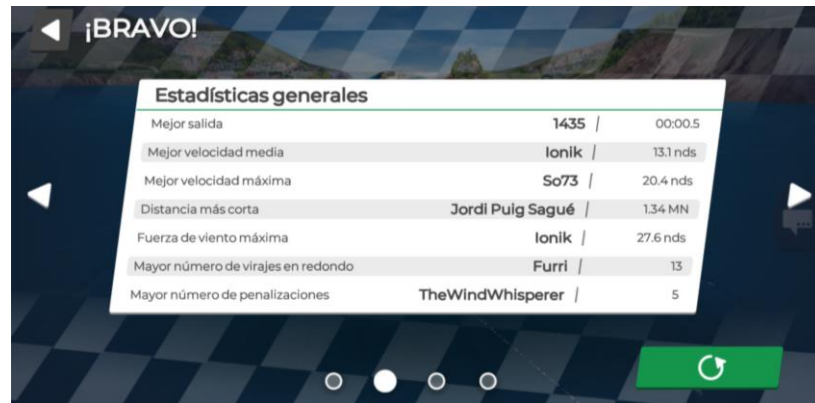 ¡BRAVO!
Estadísticas generales
Mejor salida 1435 | 00:00.5
Mejor velocidad media Ionik | 13.1 nds
Mejor velocidad máxima So73 | 20.4 nds
Distancia más corta Jordi Puig Sagué | 1.34 MN
Fuerza de viento máxima Ionik | 27.6 nds
Mayor número de virajes en redondo Furri | 13
Mayor número de penalizaciones TheWindWhisperer | 5